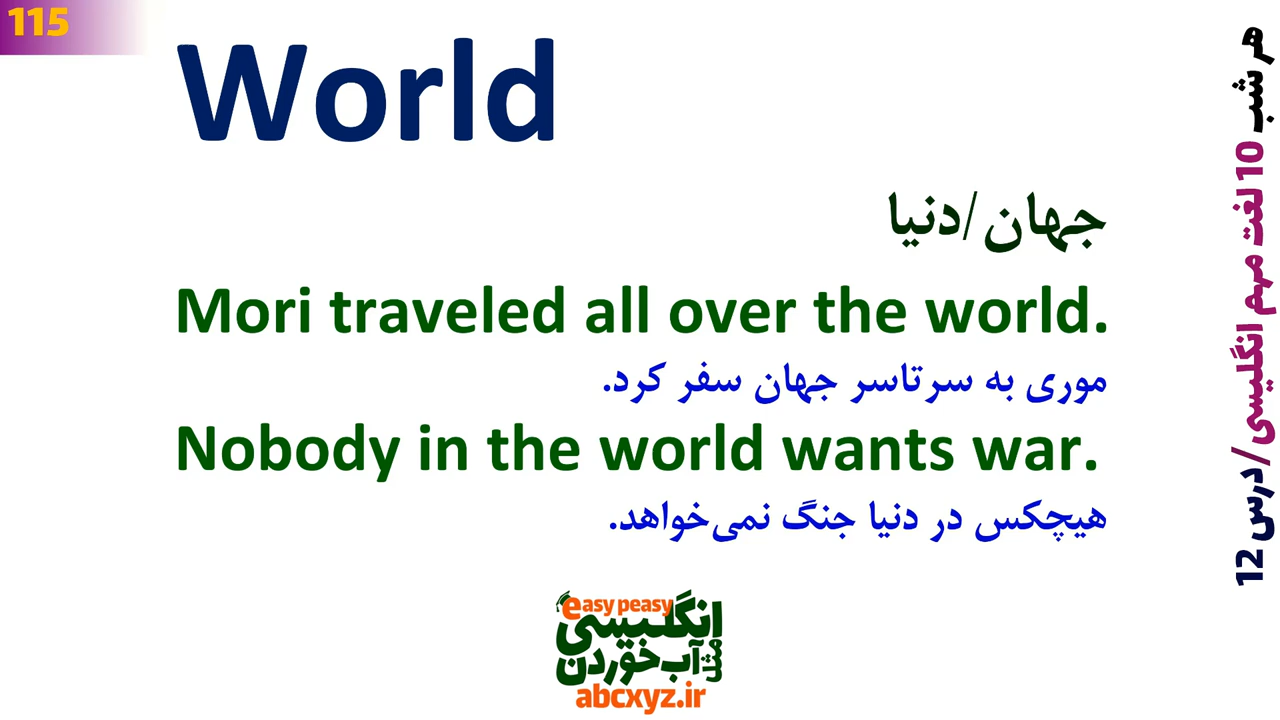 115
World
جهان/دنیا
Mori traveled all over the world.
موری به سرتاسر جهان سفر کرد.
Nobody in the world wants war.
هیچکس در دنیا جنگ نمی‌خواهد.
هر شب 10 لغت مهم انگلیسی/درس 12
easy peasy
انگلیسی
مثل آب خوردن
abcxyz.ir